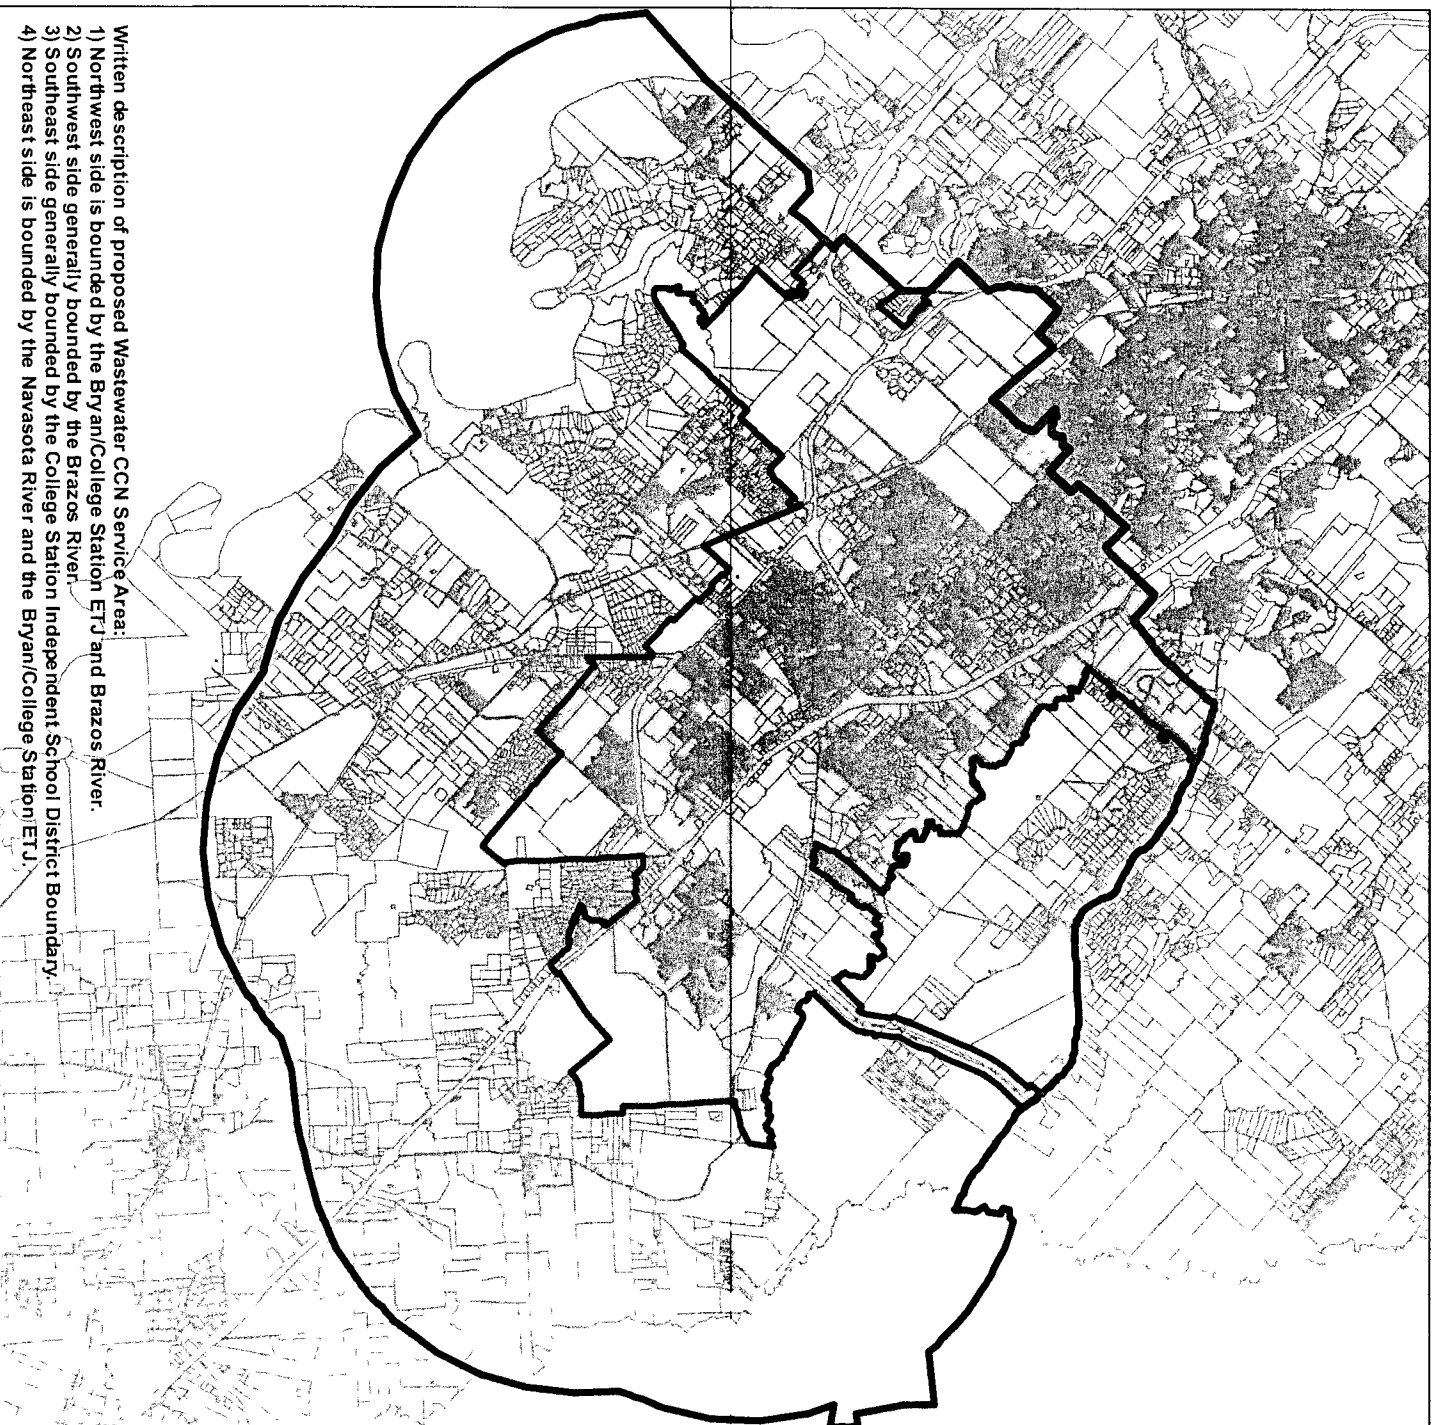 Written description of proposed Wastewater CCN Service Area:
1) Northwest side is bounded by the Bryan/College Station ETJ and Brazos River.
2) Southwest side generally bounded by the Brazos River.
3) Southeast side generally bounded by the College Station Independent School District Boundary.
4) Northeast side is bounded by the Navasota River and the Bryan/College Station ETJ.